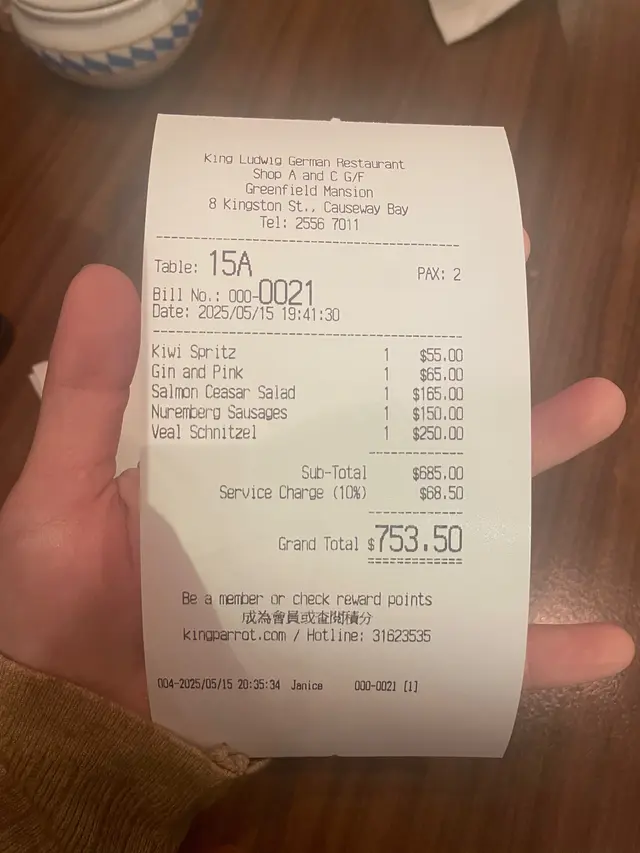 King Ludwig German Restaurant
Shop A and C G/F
Greenfield Mansion
8 Kingston St., Causeway Bay
Tel: 2556 7011
Table: 15A PAX: 2
Bill No.: 000-0021
Date: 2025/05/15 19:41:30
Kiwi Spritz 1 $55.00
Gin and Pink 1 $65.00
Salmon Ceasar Salad 1 $165.00
Nuremberg Sausages 1 $150.00
Veal Schnitzel 1 $250.00
Sub-Total $685.00
Service Charge (10%) $68.50
Grand Total $753.50
Be a member or check reward points
成為會員或查閱積分
kingparrot.com / Hotline: 31623535
004-2025/05/15 20:35:34 Janice 000-0021 [1]